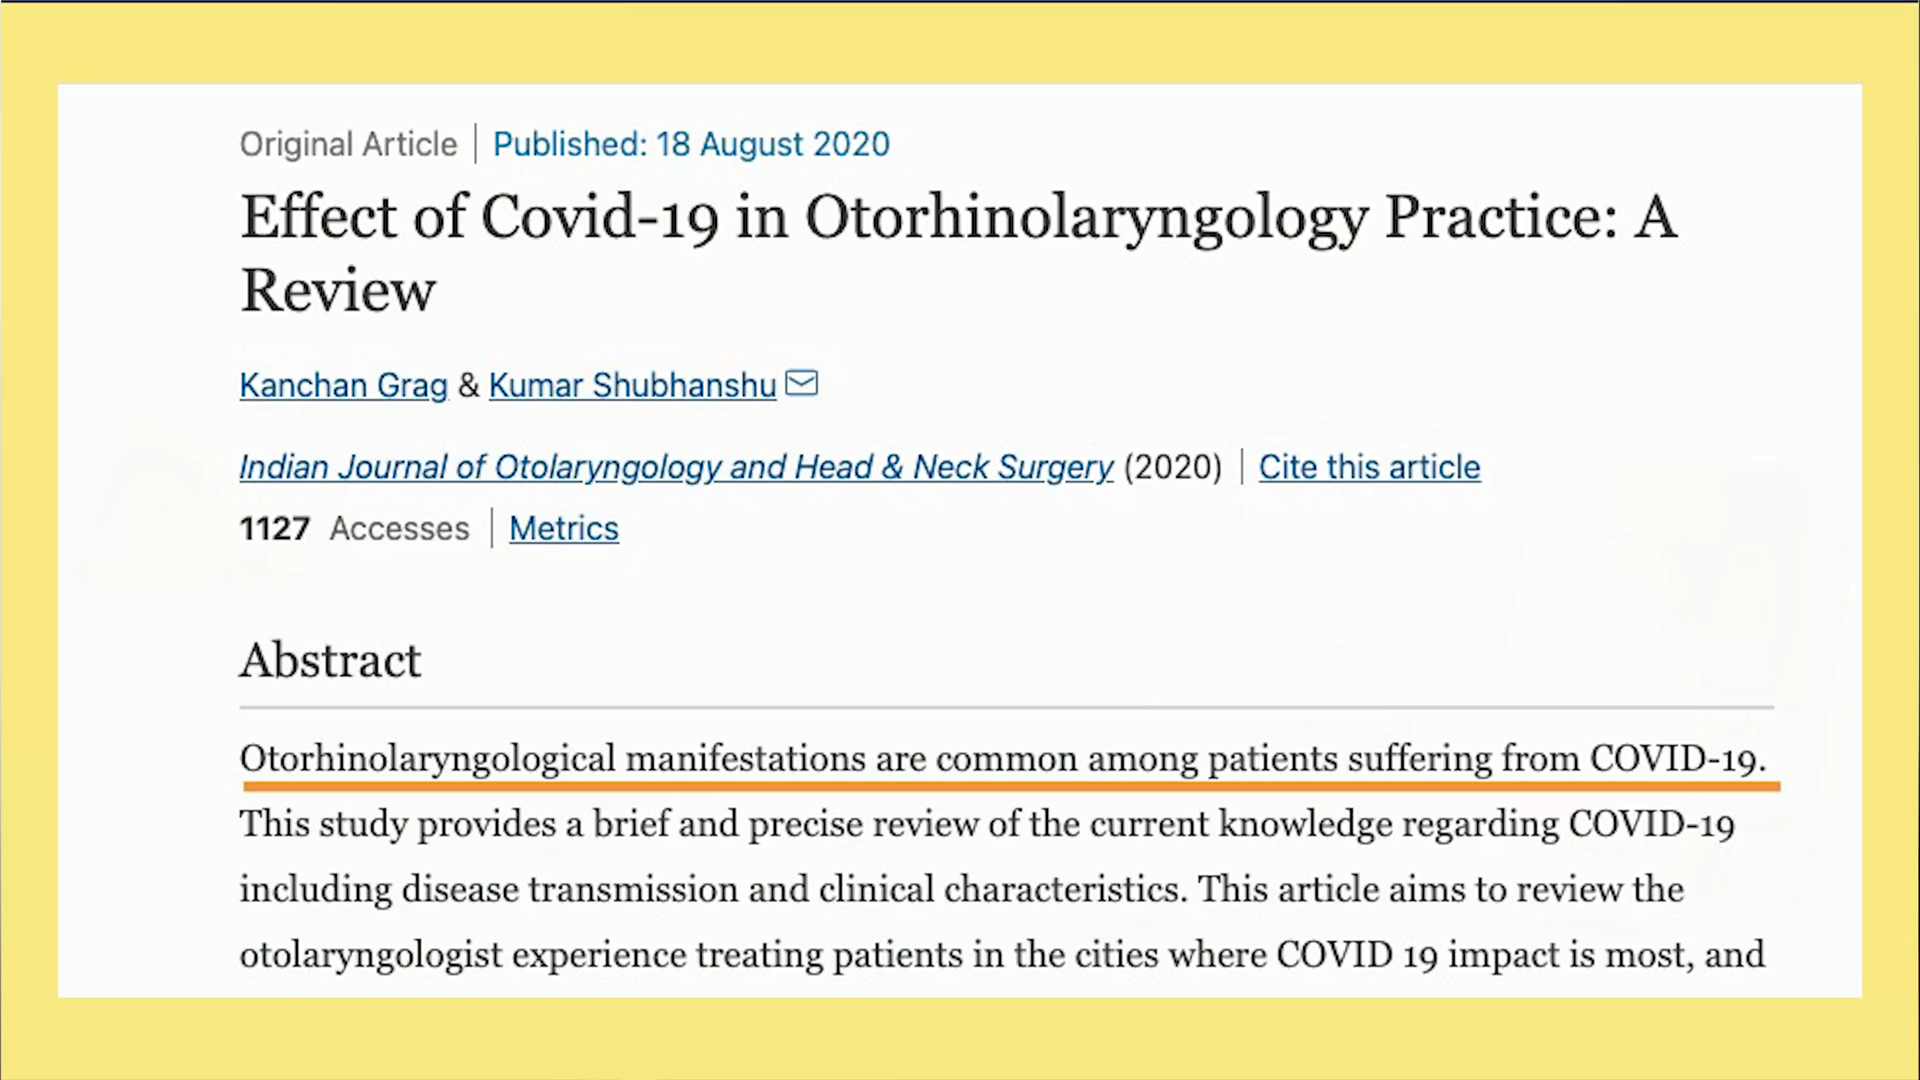 Original Article | Published: 18 August 2020
Effect of Covid-19 in Otorhinolaryngology Practice: A
Review
Kanchan Grag & Kumar Shubhanshu
Indian Journal of Otolaryngology and Head & Neck Surgery (2020) | Cite this article
1127 Accesses | Metrics
Abstract
Otorhinolaryngological manifestations are common among patients suffering from COVID-19.
This study provides a brief and precise review of the current knowledge regarding COVID-19
including disease transmission and clinical characteristics. This article aims to review the
otolaryngologist experience treating patients in the cities where COVID 19 impact is most, and